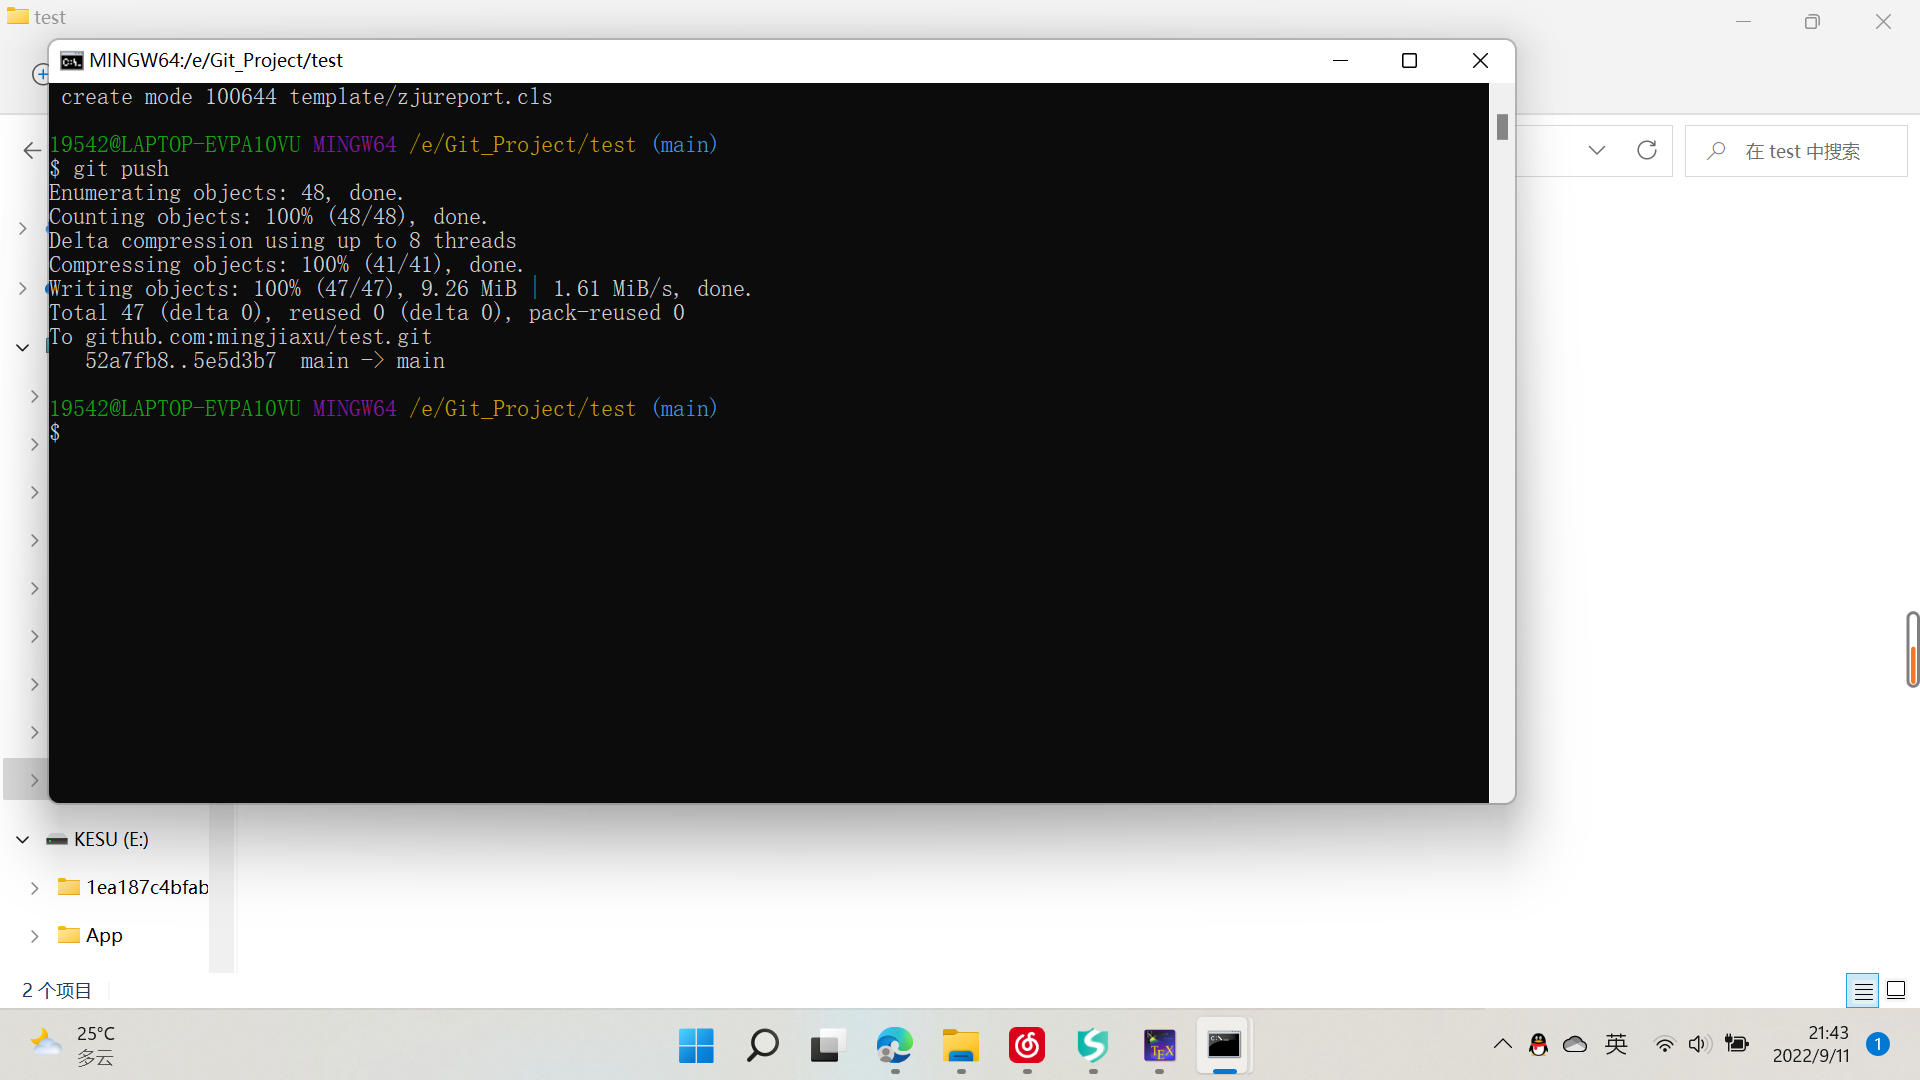 test
MINGW64:/e/Git_Project/test
create mode 100644 template/zjureport.cls
19542@LAPTOP-EVPA10VU MINGW64 /e/Git_Project/test (main)
$ git push
Enumerating objects: 48, done.
Counting objects: 100% (48/48), done.
Delta compression using up to 8 threads
Compressing objects: 100% (41/41), done.
Writing objects: 100% (47/47), 9.26 MiB | 1.61 MiB/s, done.
Total 47 (delta 0), reused 0 (delta 0), pack-reused 0
To github.com:mingjiaxu/test.git
52a7fb8..5e5d3b7  main -> main
19542@LAPTOP-EVPA10VU MINGW64 /e/Git_Project/test (main)
$
在 test 中搜索
KESU (E:)
1ea187c4bfab
App
2 个项目
25°C
多云
TEX
英
21:43
2022/9/11
1